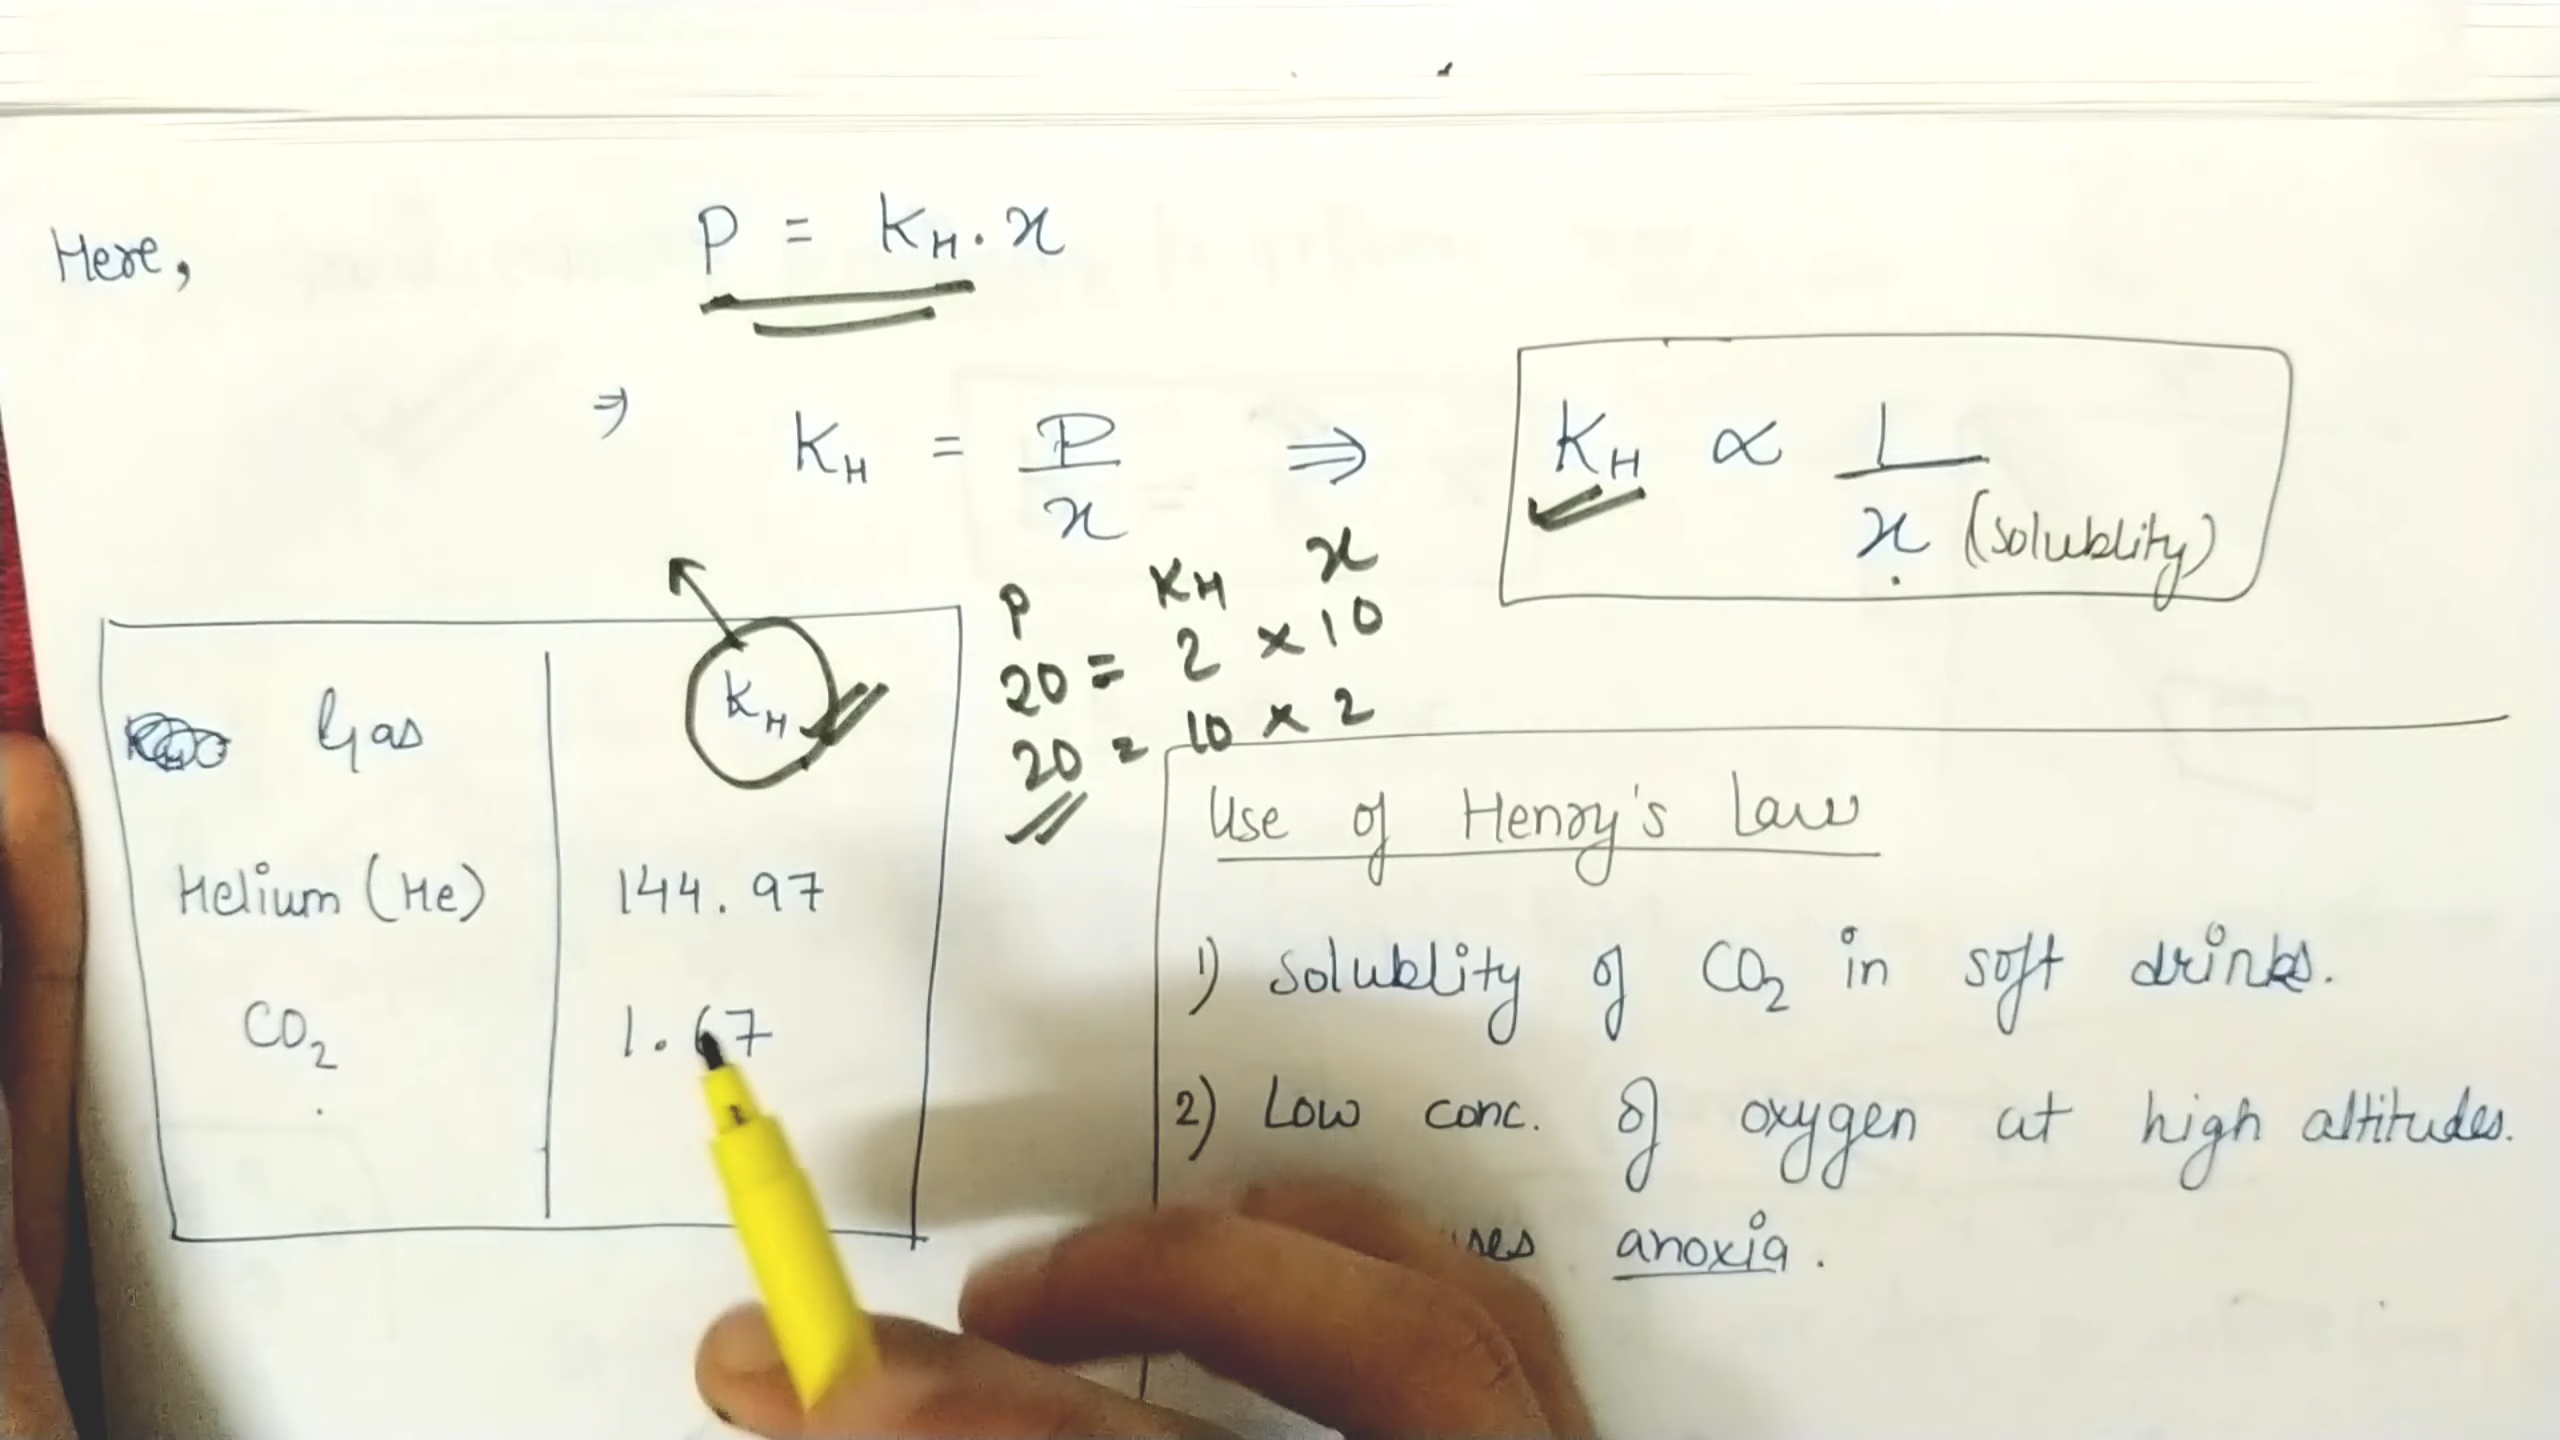 Here, P = KH . x
⇒ KH = P/x ⇒ KH ∝ 1/x (solublity)
P KH x
20 = 2 × 10
20 = 10 × 2
Gas KH
Helium (He) 144.97
CO2 1.67
Use of Henry's Law
1) Solublity of CO2 in soft drinks.
2) Low conc. of oxygen at high altitudes.
anoxia.